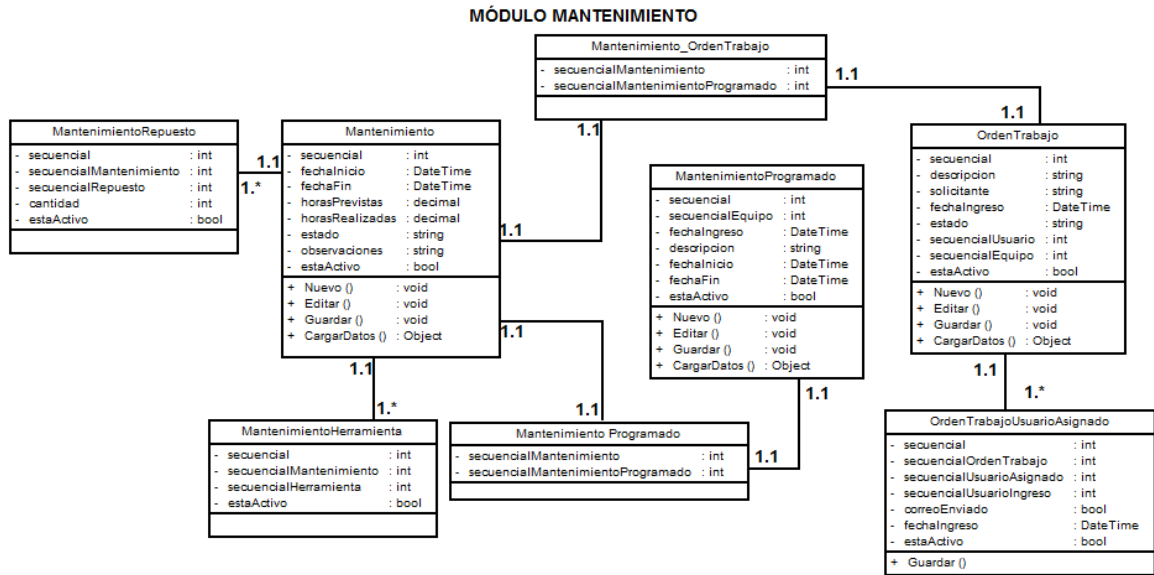 MÓDULO MANTENIMIENTO
Mantenimiento_OrdenTrabajo
- secuencialMantenimiento : int
- secuencialMantenimientoProgramado : int
1.1
1.1
1.1
MantenimientoRepuesto
- secuencial : int
- secuencialMantenimiento : int
- secuencialRepuesto : int
- cantidad : int
- estaActivo : bool
1.1
1.*
Mantenimiento
- secuencial : int
- fechaInicio : DateTime
- fechaFin : DateTime
- horasPrevistas : decimal
- horasRealizadas : decimal
- estado : string
- observaciones : string
- estaActivo : bool
+ Nuevo () : void
+ Editar () : void
+ Guardar () : void
+ CargarDatos () : Object
1.1
1.1
1.1
1.*
MantenimientoProgramado
- secuencial : int
- secuencialEquipo : int
- fechaIngreso : DateTime
- descripcion : string
- fechaInicio : DateTime
- fechaFin : DateTime
- estaActivo : bool
+ Nuevo () : void
+ Editar () : void
+ Guardar () : void
+ CargarDatos () : Object
1.1
OrdenTrabajo
- secuencial : int
- descripcion : string
- solicitante : string
- fechaIngreso : DateTime
- estado : string
- secuencialUsuario : int
- secuencialEquipo : int
- estaActivo : bool
+ Nuevo () : void
+ Editar () : void
+ Guardar () : void
+ CargarDatos () : Object
1.1
1.*
MantenimientoHerramienta
- secuencial : int
- secuencialMantenimiento : int
- secuencialHerramienta : int
- estaActivo : bool
1.1
Mantenimiento Programado
- secuencialMantenimiento : int
- secuencialMantenimientoProgramado : int
1.1
OrdenTrabajoUsuarioAsignado
- secuencial : int
- secuencialOrdenTrabajo : int
- secuencialUsuarioAsignado : int
- secuencialUsuarioIngreso : int
- correoEnviado : bool
- fechaIngreso : DateTime
- estaActivo : bool
+ Guardar ()